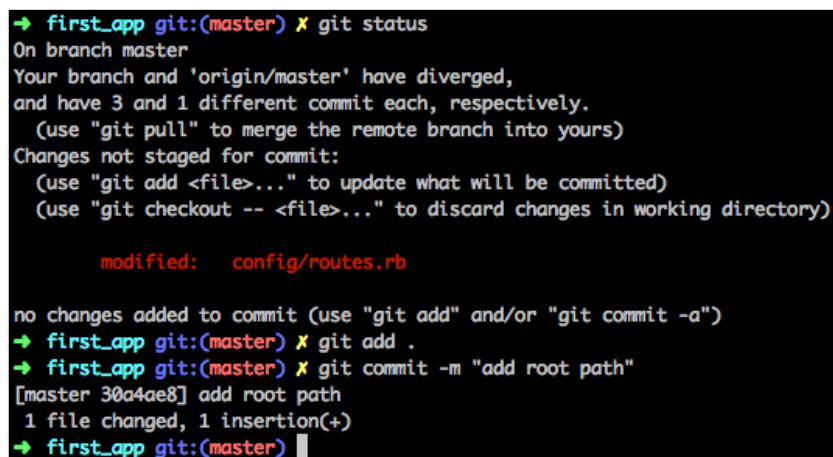 ➜ first_app git:(master) ✗ git status
On branch master
Your branch and 'origin/master' have diverged,
and have 3 and 1 different commit each, respectively.
  (use "git pull" to merge the remote branch into yours)
Changes not staged for commit:
  (use "git add <file>..." to update what will be committed)
  (use "git checkout -- <file>..." to discard changes in working directory)
        modified:   config/routes.rb
no changes added to commit (use "git add" and/or "git commit -a")
➜ first_app git:(master) ✗ git add .
➜ first_app git:(master) ✗ git commit -m "add root path"
[master 30a4ae8] add root path
 1 file changed, 1 insertion(+)
➜ first_app git:(master)